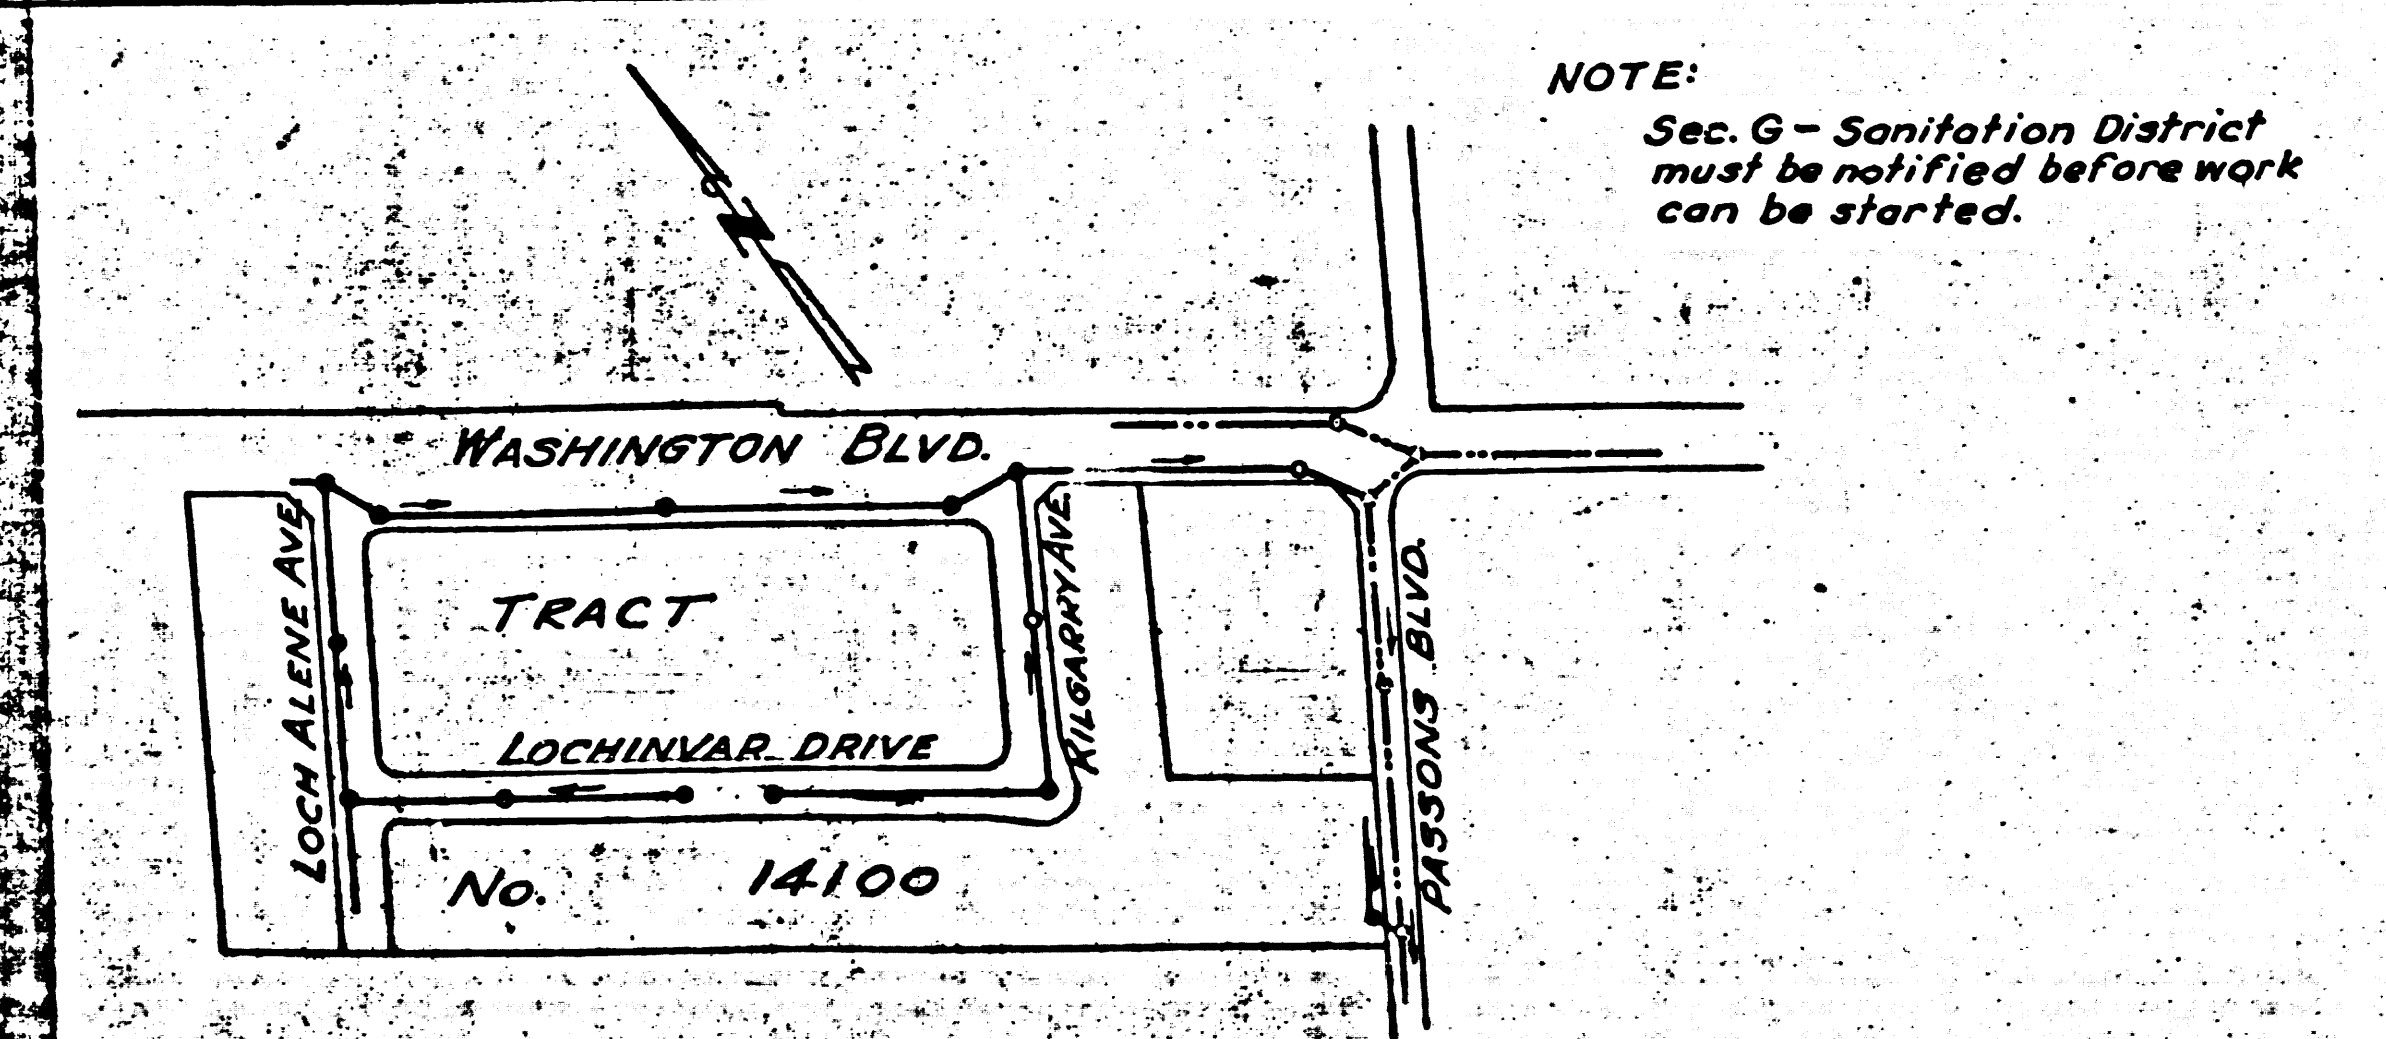 NOTE:
Sec. G - Sanitation District
must be notified before work
can be started.
N
WASHINGTON BLVD.
LOCH ALENE AVE.
TRACT
KILGARRY AVE.
PASSONS BLVD.
LOCHINVAR DRIVE
No. 14100